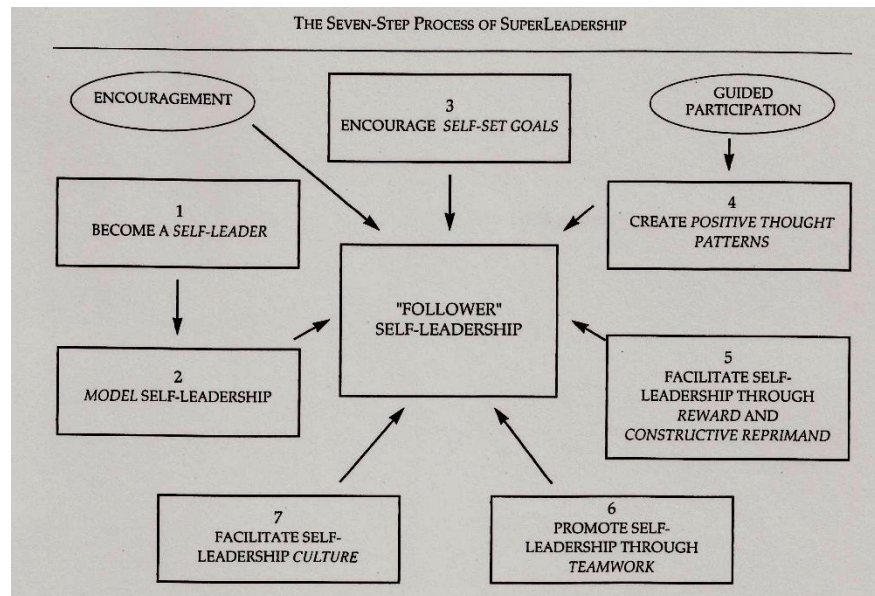 THE SEVEN-STEP PROCESS OF SUPERLEADERSHIP
ENCOURAGEMENT
3
ENCOURAGE SELF-SET GOALS
GUIDED
PARTICIPATION
1
BECOME A SELF-LEADER
4
CREATE POSITIVE THOUGHT
PATTERNS
"FOLLOWER"
SELF-LEADERSHIP
2
MODEL SELF-LEADERSHIP
5
FACILITATE SELF-
LEADERSHIP THROUGH
REWARD AND
CONSTRUCTIVE REPRIMAND
7
FACILITATE SELF-
LEADERSHIP CULTURE
6
PROMOTE SELF-
LEADERSHIP THROUGH
TEAMWORK